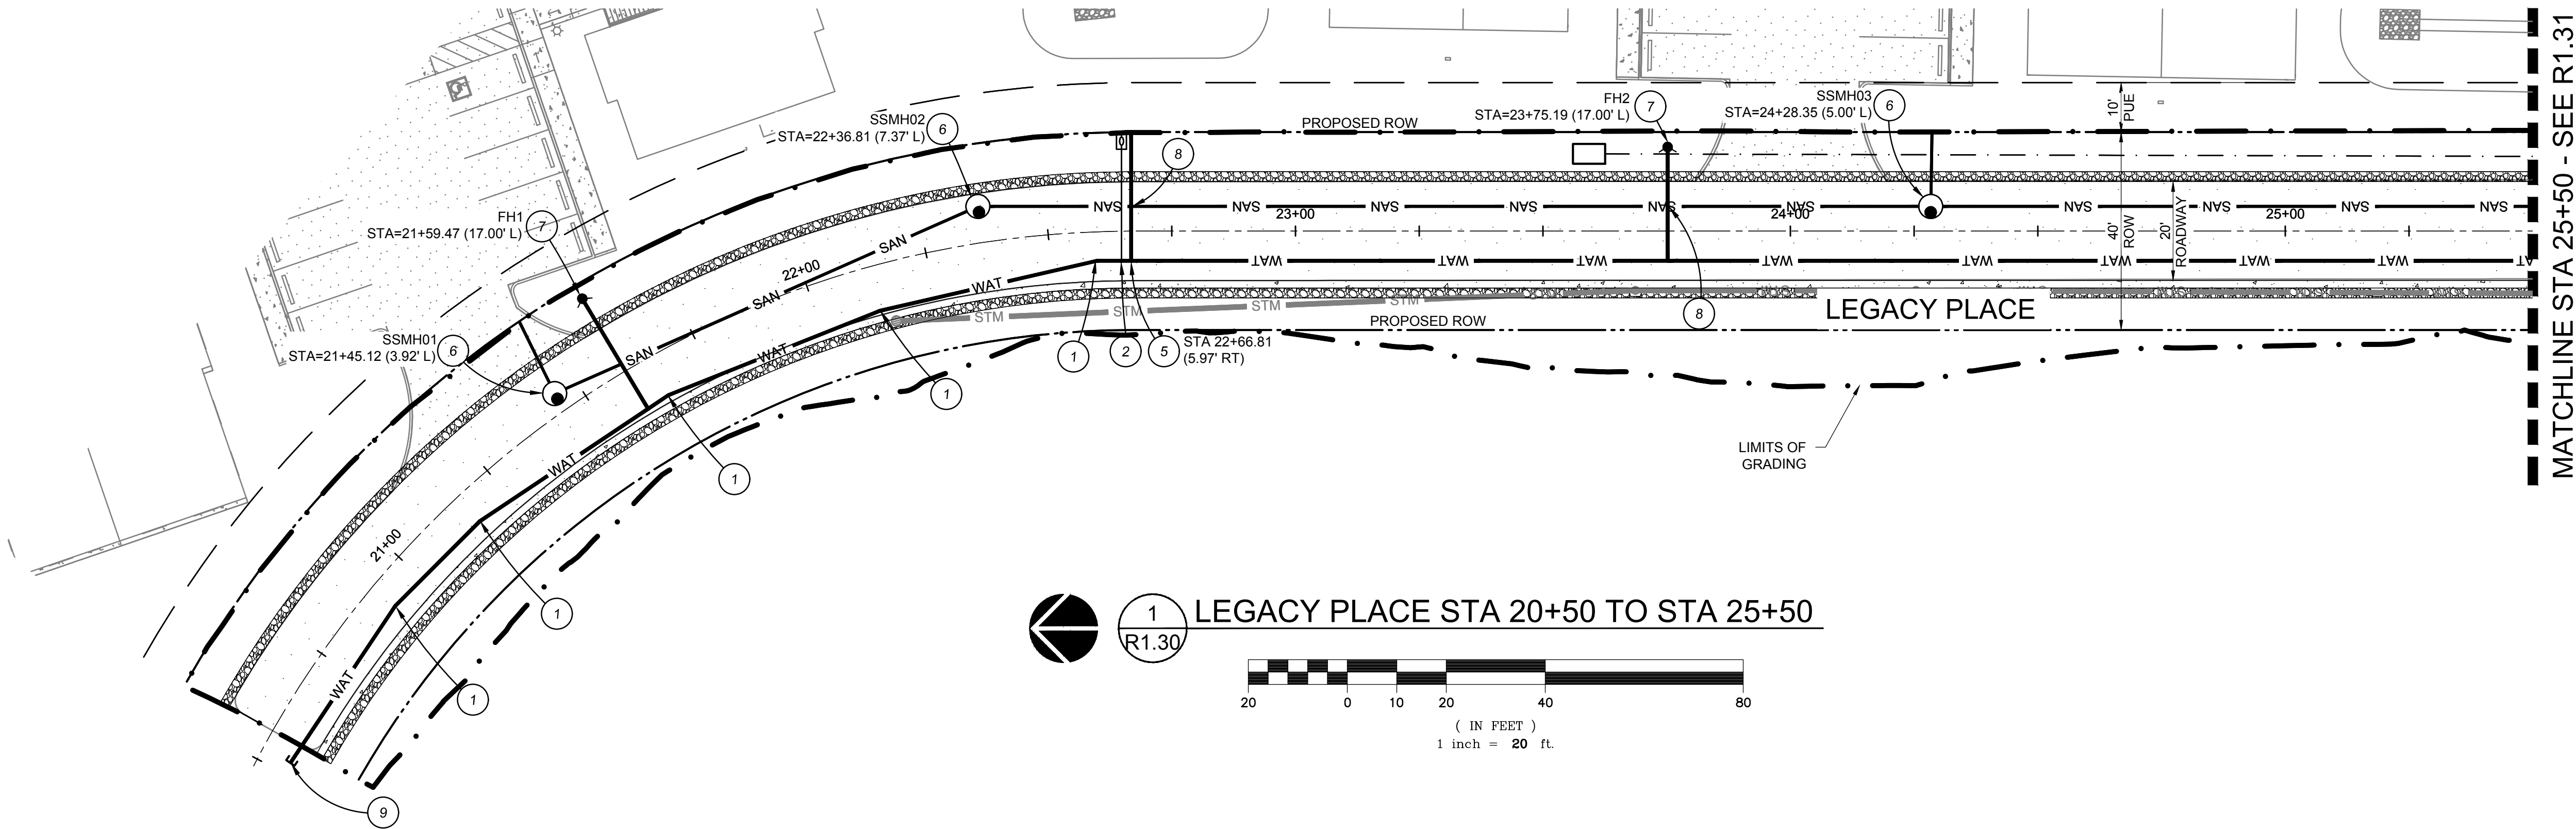 SSMH02
STA=22+36.81 (7.37' L)
6
FH1
STA=21+59.47 (17.00' L)
7
SSMH01
STA=21+45.12 (3.92' L)
6
FH2
STA=23+75.19 (17.00' L)
7
SSMH03
STA=24+28.35 (5.00' L)
6
PROPOSED ROW
8
10'
PUE
40'
ROW
20'
ROADWAY
SAN
SAN
SAN
SAN
SAN
SAN
SAN
SAN
SAN
SAN
SAN
SAN
SAN
21+00
22+00
23+00
24+00
25+00
WAT
WAT
WAT
WAT
WAT
WAT
WAT
WAT
WAT
WAT
WAT
WAT
STM
STM
STM
STM
LEGACY PLACE
PROPOSED ROW
1
2
5
STA 22+66.81
(5.97' RT)
8
1
1
1
1
9
LIMITS OF
GRADING
MATCHLINE STA 25+50 - SEE R1.31
1
R1.30
LEGACY PLACE STA 20+50 TO STA 25+50
20 0 10 20 40 80
( IN FEET )
1 inch = 20 ft.